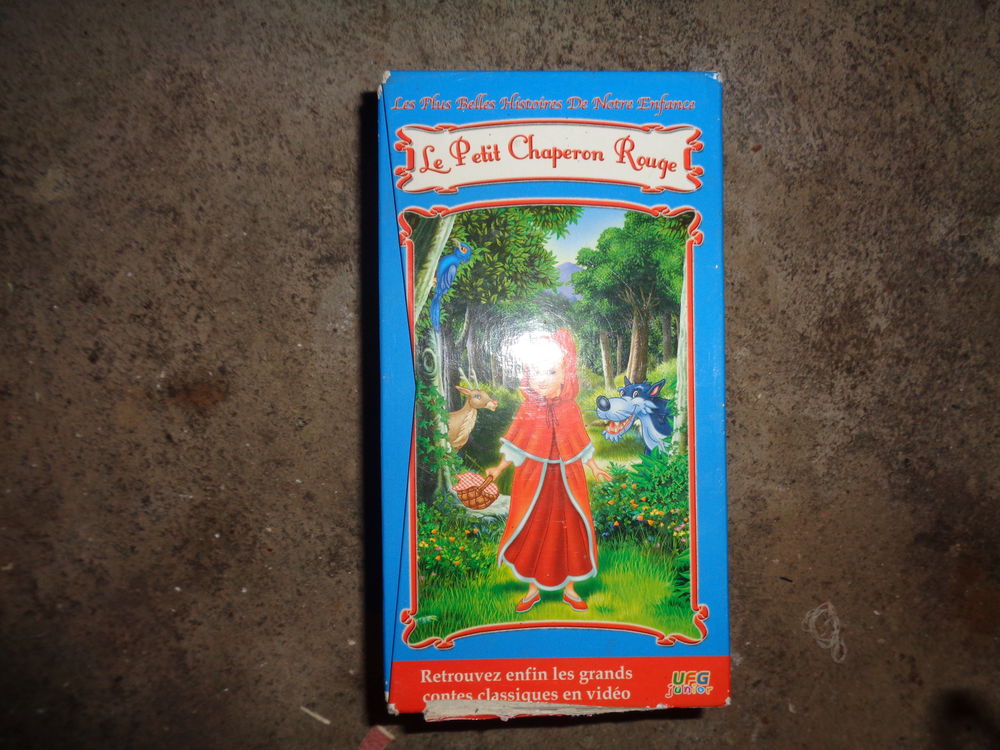 Les Plus Belles Histoires De Notre Enfance
Le Petit Chaperon Rouge
Retrouvez enfin les grands
contes classiques en vidéo
UFG
junior